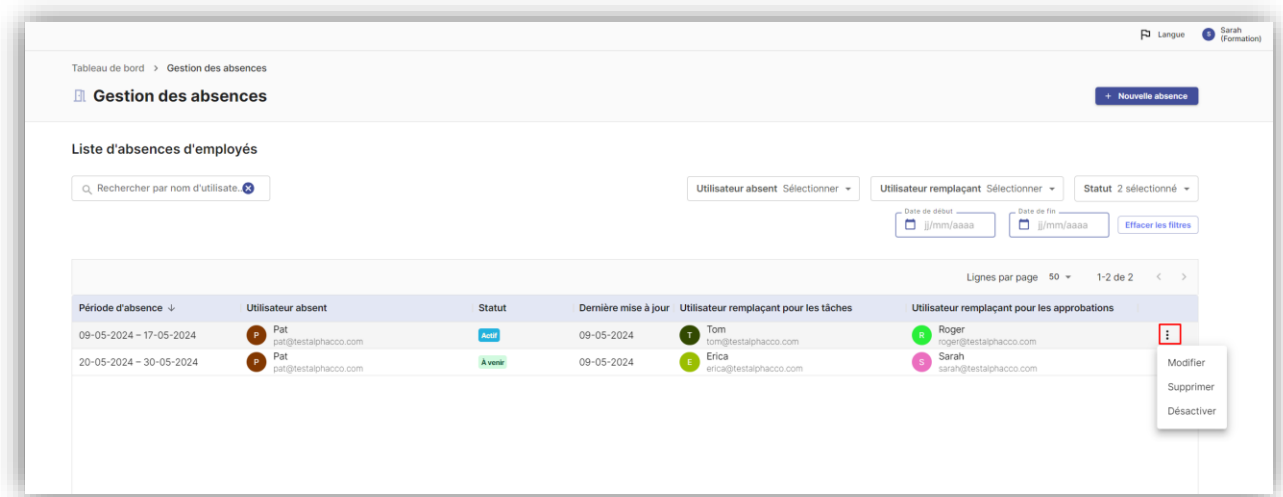 Langue
S
Sarah
(Formation)
Tableau de bord > Gestion des absences
Gestion des absences
+ Nouvelle absence
Liste d'absences d'employés
Rechercher par nom d'utilisate..
Utilisateur absent Sélectionner
Utilisateur remplaçant Sélectionner
Statut 2 sélectionné
Date de début
jj/mm/aaaa
Date de fin
jj/mm/aaaa
Effacer les filtres
Lignes par page 50 1-2 de 2 < >
Période d'absence ↓ Utilisateur absent Statut Dernière mise à jour Utilisateur remplaçant pour les tâches Utilisateur remplaçant pour les approbations
09-05-2024 – 17-05-2024 P Pat Actif 09-05-2024 T Tom R Roger
pat@testalphacco.com tom@testalphacco.com roger@testalphacco.com
20-05-2024 – 30-05-2024 P Pat À venir 09-05-2024 E Erica S Sarah
pat@testalphacco.com erica@testalphacco.com sarah@testalphacco.com
Modifier
Supprimer
Désactiver